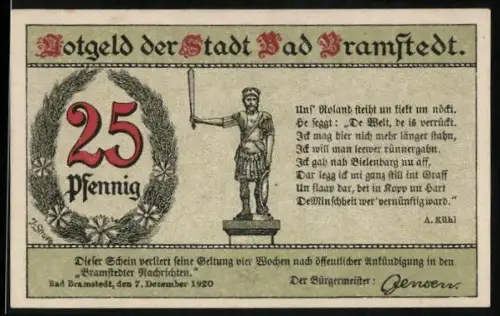 Notgeld der Stadt Bad Bramstedt.
25
Pfennig
Uns' Roland steiht un kiekt un nöckt.
He seggt: „De Welt, de is verrückt.
Ick mag hier nich mehr länger stahn,
Ick will man leewer rünnergahn.
Ick gah nah Bielenbarg nu aff,
Dar legg ick mi ganz still int Graff
Un slaap dar, bet in Kopp un Hart
De Minschheit wer' vernünftig ward."
A. Kühl
Dieser Schein verliert seine Geltung vier Wochen nach öffentlicher Ankündigung in den
„Bramstedter Nachrichten."
Bad Bramstedt, den 7. Dezember 1920
Der Bürgermeister: